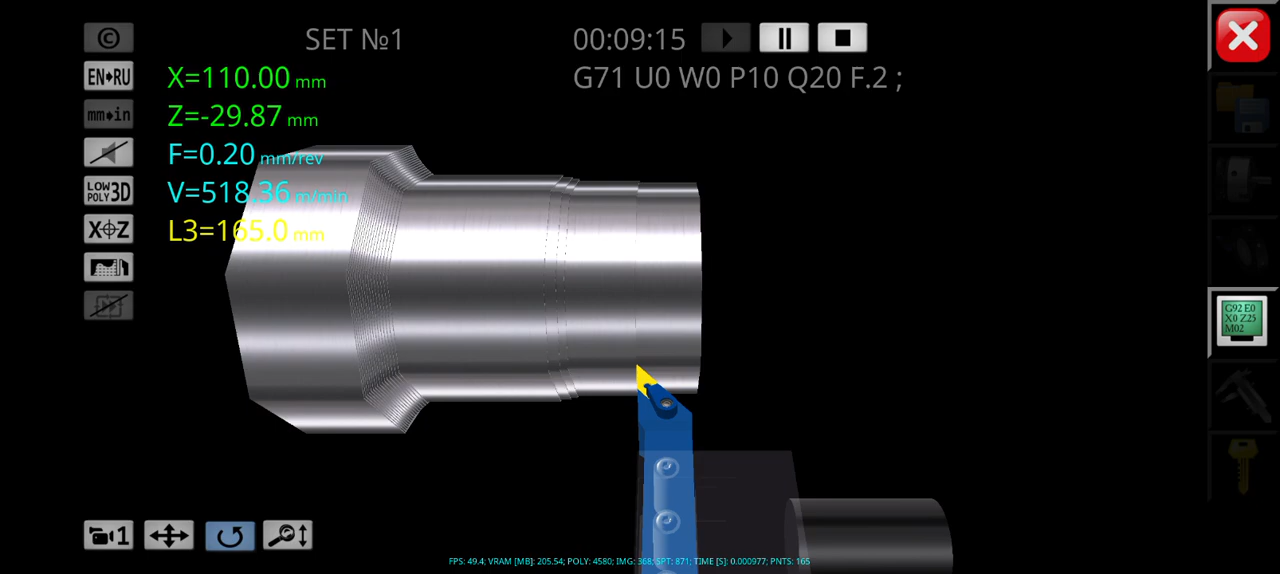 ©
SET №1
00:09:15
EN→RU
X=110.00 mm
G71 U0 W0 P10 Q20 F.2 ;
mm→in
Z=-29.87 mm
F=0.20 mm/rev
LOW POLY 3D
V=518.36 m/min
X⌖Z
L3=165.0 mm
G92 E0
X0 Z25
M02
1
FPS: 49.4; VRAM [MB]: 205.54; POLY: 4580; IMG: 368; SPT: 871; TIME [S]: 0.000977; PNTS: 165